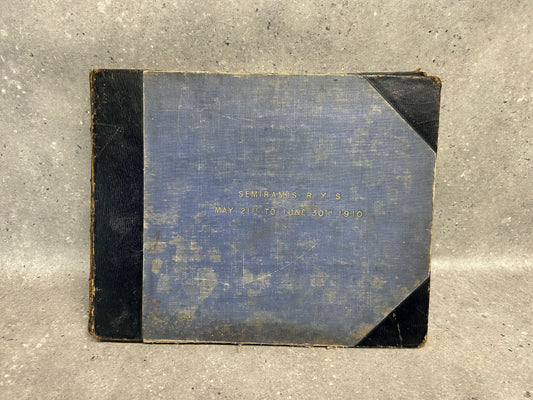 SEMIRAMIS R Y S
MAY 21ST TO JUNE 30TH 1910